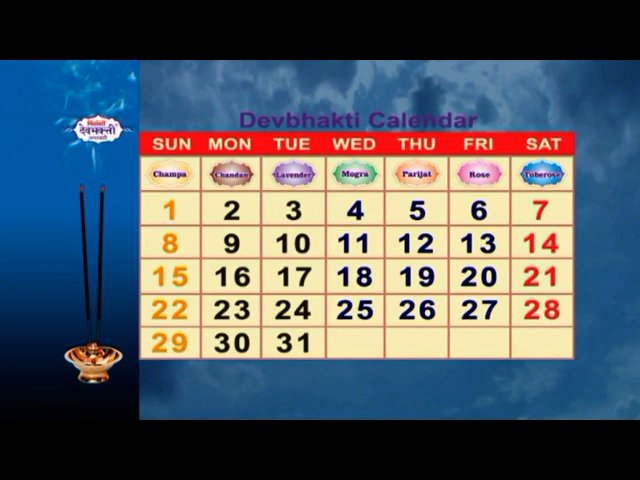 देवभक्ती
Devbhakti Calendar
SUN MON TUE WED THU FRI SAT
Champa Chandan Lavender Mogra Parijat Rose Tuberose
1 2 3 4 5 6 7
8 9 10 11 12 13 14
15 16 17 18 19 20 21
22 23 24 25 26 27 28
29 30 31